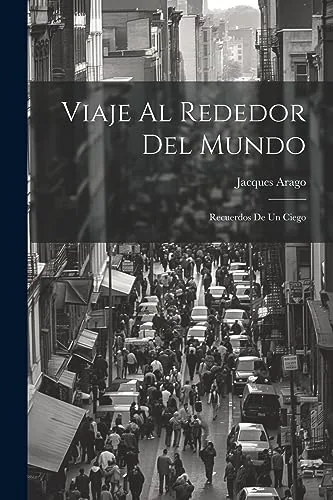 Viaje Al Rededor
Del Mundo
Jacques Arago
Recuerdos De Un Ciego